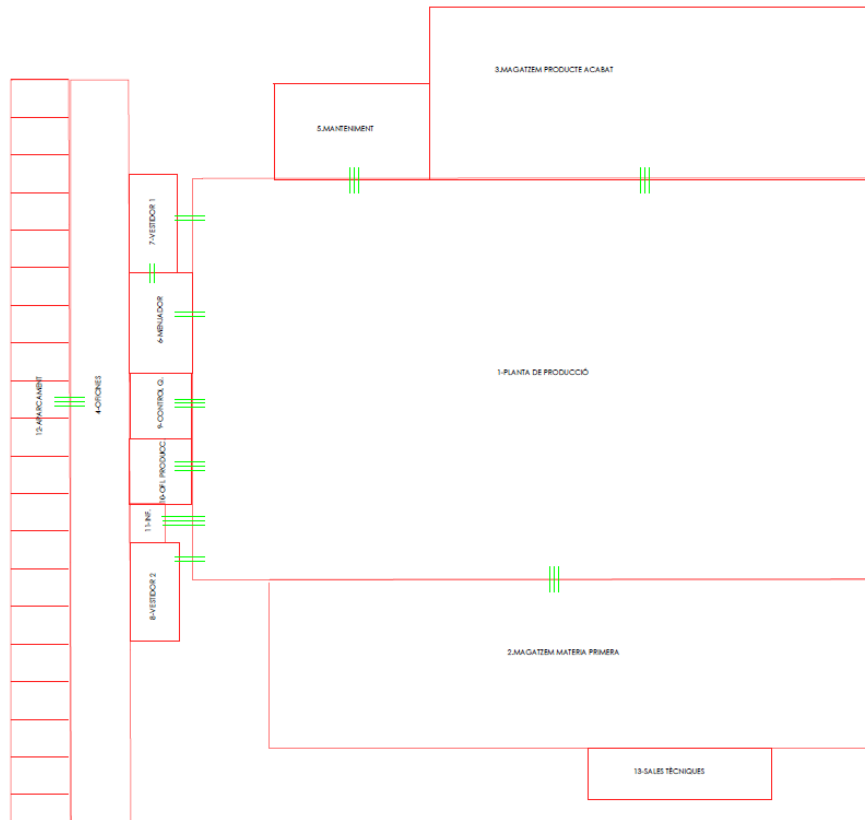 3.MAGATZEM PRODUCTE ACABAT
5.MANTENIMENT
7-VESTIDOR 1
6-MENJADOR
1-PLANTA DE PRODUCCIÓ
12-APARCAMENT
4-OFICINES
9-CONTROL Q.
10-OFI. PRODUCC.
11-INF.
8-VESTIDOR 2
2.MAGATZEM MATERIA PRIMERA
13-SALES TÈCNIQUES